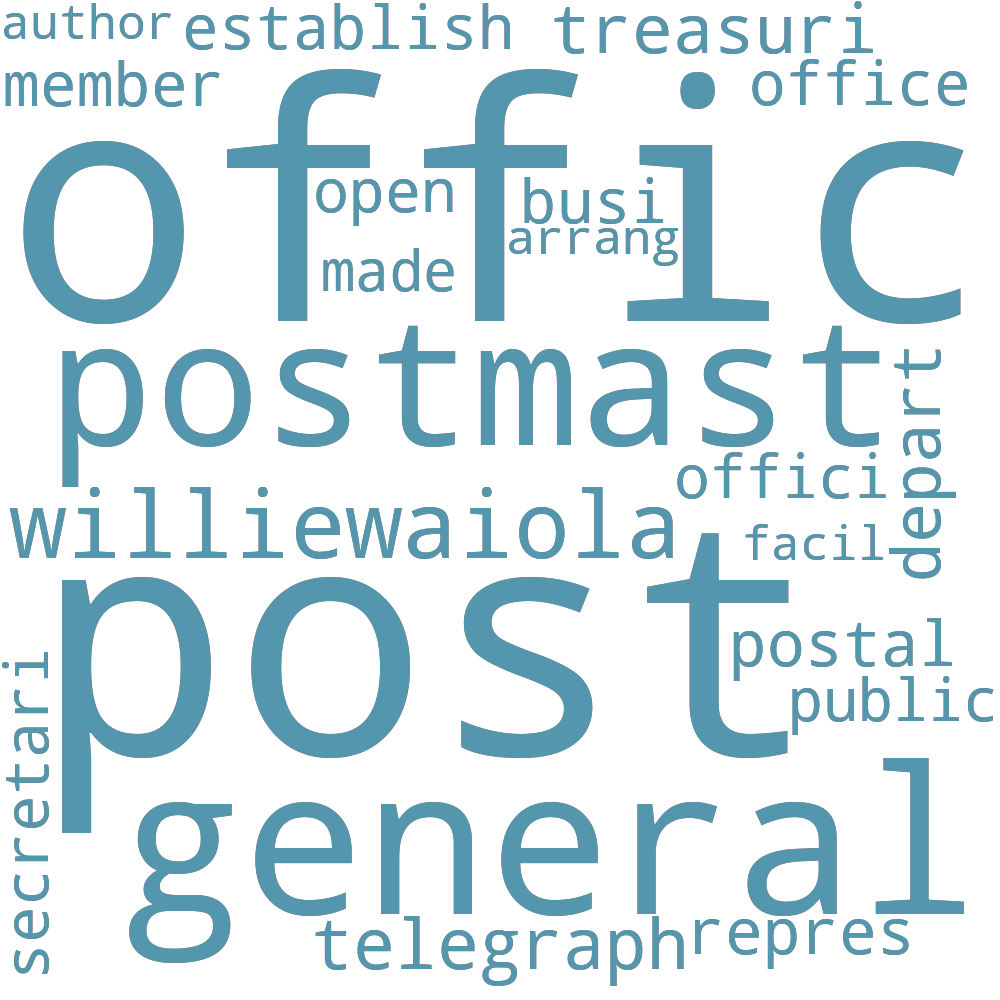 author establish treasuri
member office
offic
open busi
arrang
made
postmast
depart
offici
williewaiola
facil
post
postal
public
secretari
general
telegraph repres